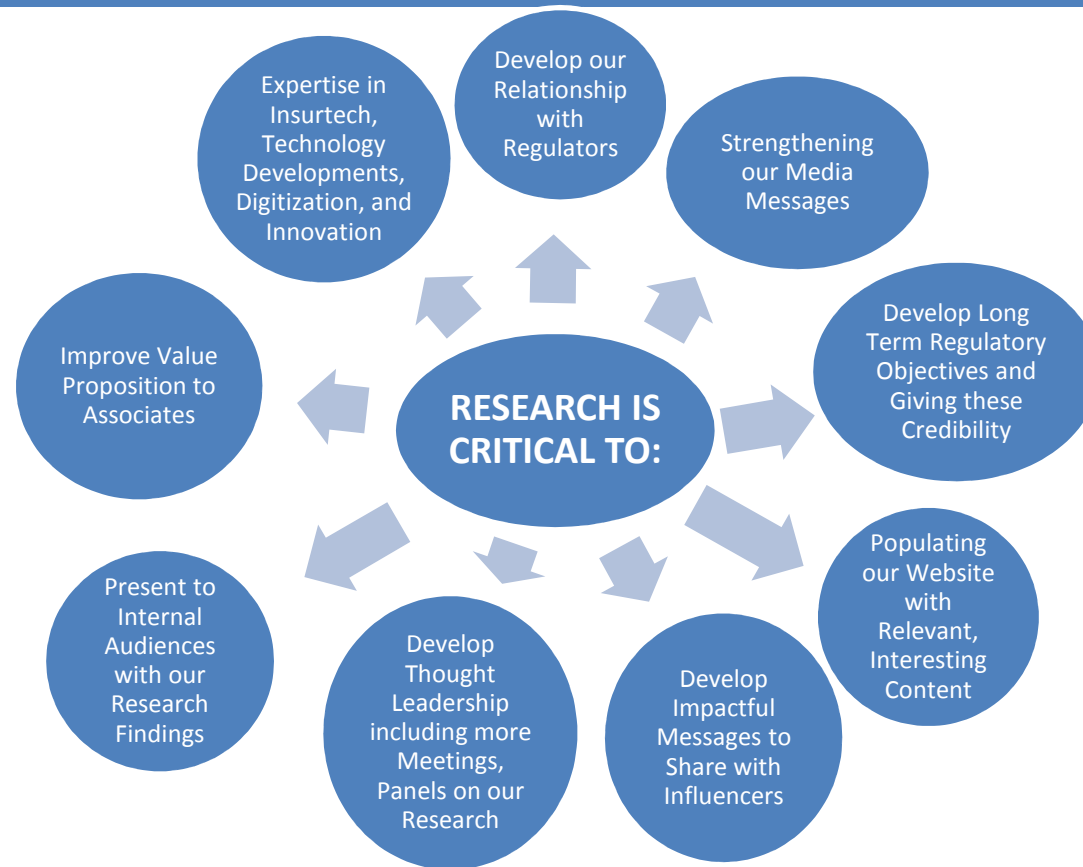 Develop our
Relationship
with
Regulators
Strengthening
our Media
Messages
Develop Long
Term Regulatory
Objectives and
Giving these
Credibility
Populating
our Website
with
Relevant,
Interesting
Content
Develop
Impactful
Messages to
Share with
Influencers
Develop
Thought
Leadership
including more
Meetings,
Panels on our
Research
Present to
Internal
Audiences
with our
Research
Findings
Improve Value
Proposition to
Associates
Expertise in
Insurtech,
Technology
Developments,
Digitization, and
Innovation
RESEARCH IS
CRITICAL TO: